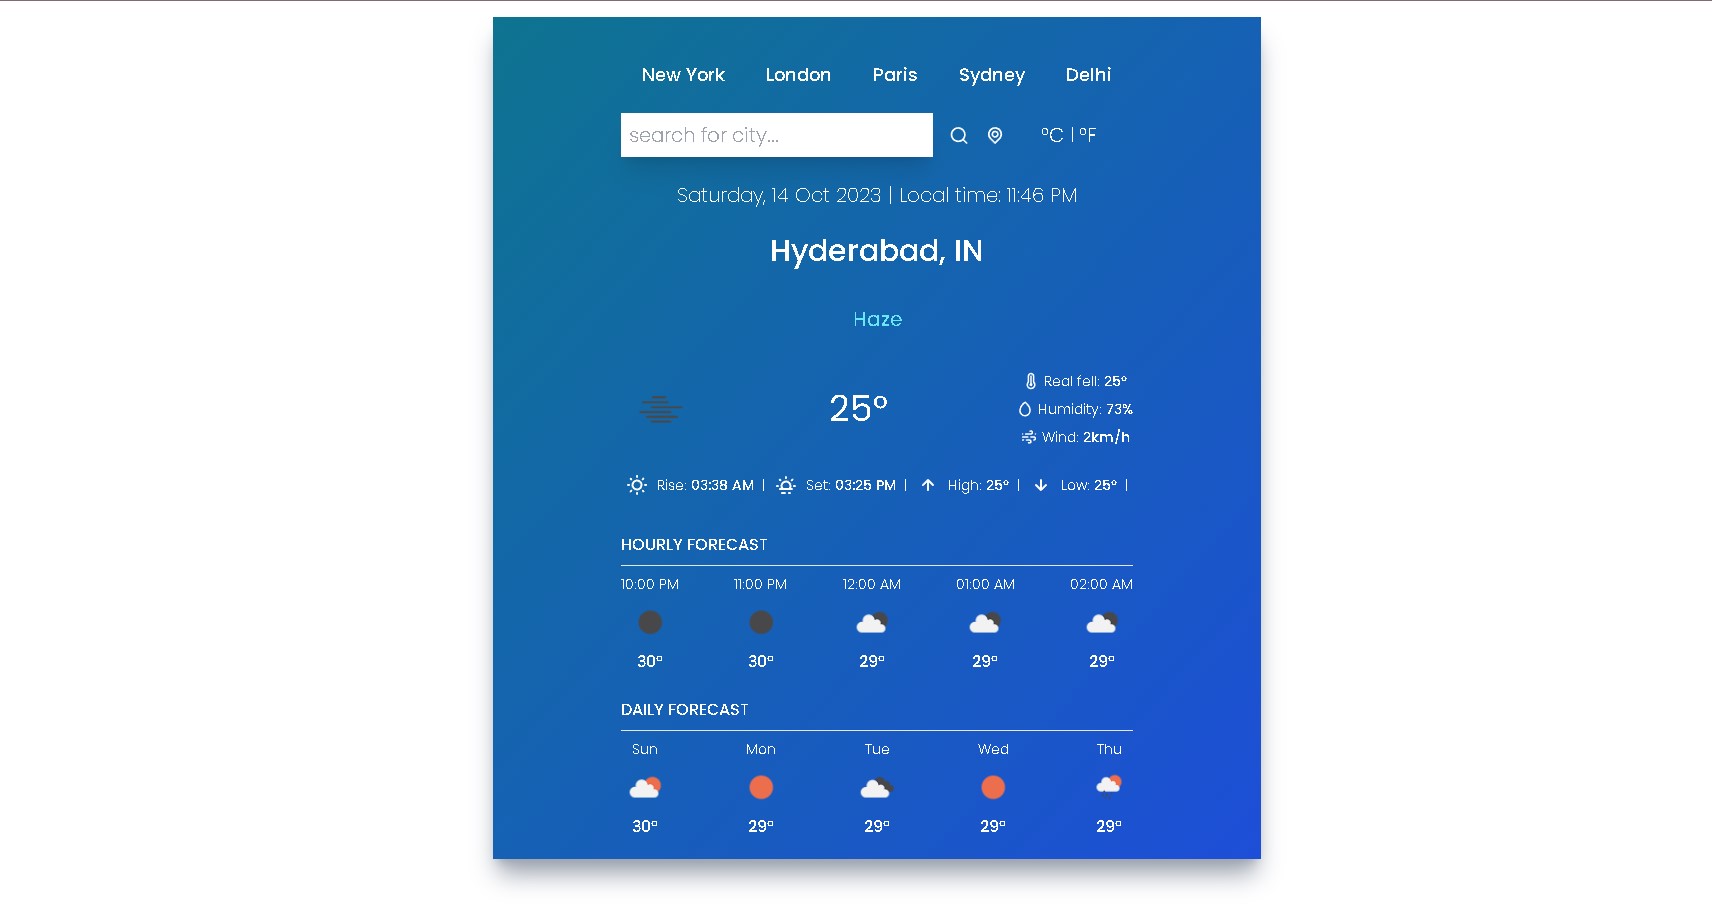 New York London Paris Sydney Delhi
search for city...
°C | °F
Saturday, 14 Oct 2023 | Local time: 11:46 PM
Hyderabad, IN
Haze
25°
Real fell: 25°
Humidity: 73%
Wind: 2km/h
Rise: 03:38 AM | Set: 03:25 PM | High: 25° | Low: 25° |
HOURLY FORECAST
10:00 PM 11:00 PM 12:00 AM 01:00 AM 02:00 AM
30° 30° 29° 29° 29°
DAILY FORECAST
Sun Mon Tue Wed Thu
30° 29° 29° 29° 29°